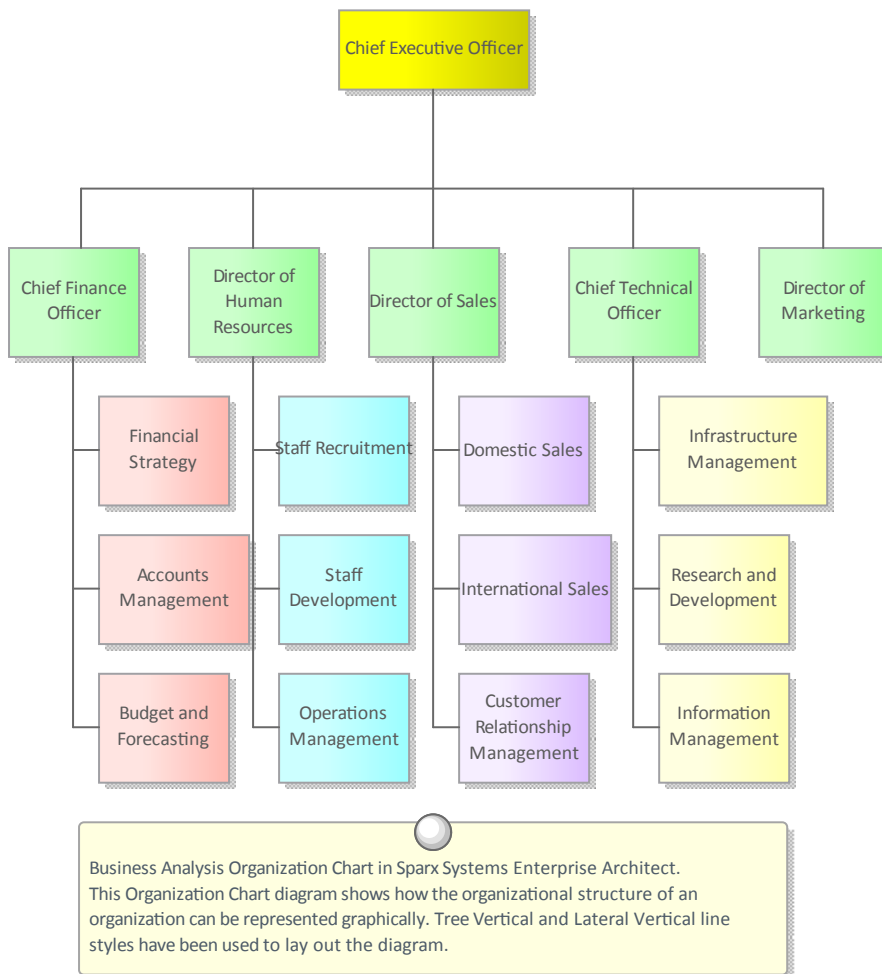 Chief Executive Officer
Chief Finance
Officer
Director of
Human
Resources
Director of Sales
Chief Technical
Officer
Director of
Marketing
Financial
Strategy
Staff Recruitment
Domestic Sales
Infrastructure
Management
Accounts
Management
Staff
Development
International Sales
Research and
Development
Budget and
Forecasting
Operations
Management
Customer
Relationship
Management
Information
Management
Business Analysis Organization Chart in Sparx Systems Enterprise Architect.
This Organization Chart diagram shows how the organizational structure of an
organization can be represented graphically. Tree Vertical and Lateral Vertical line
styles have been used to lay out the diagram.